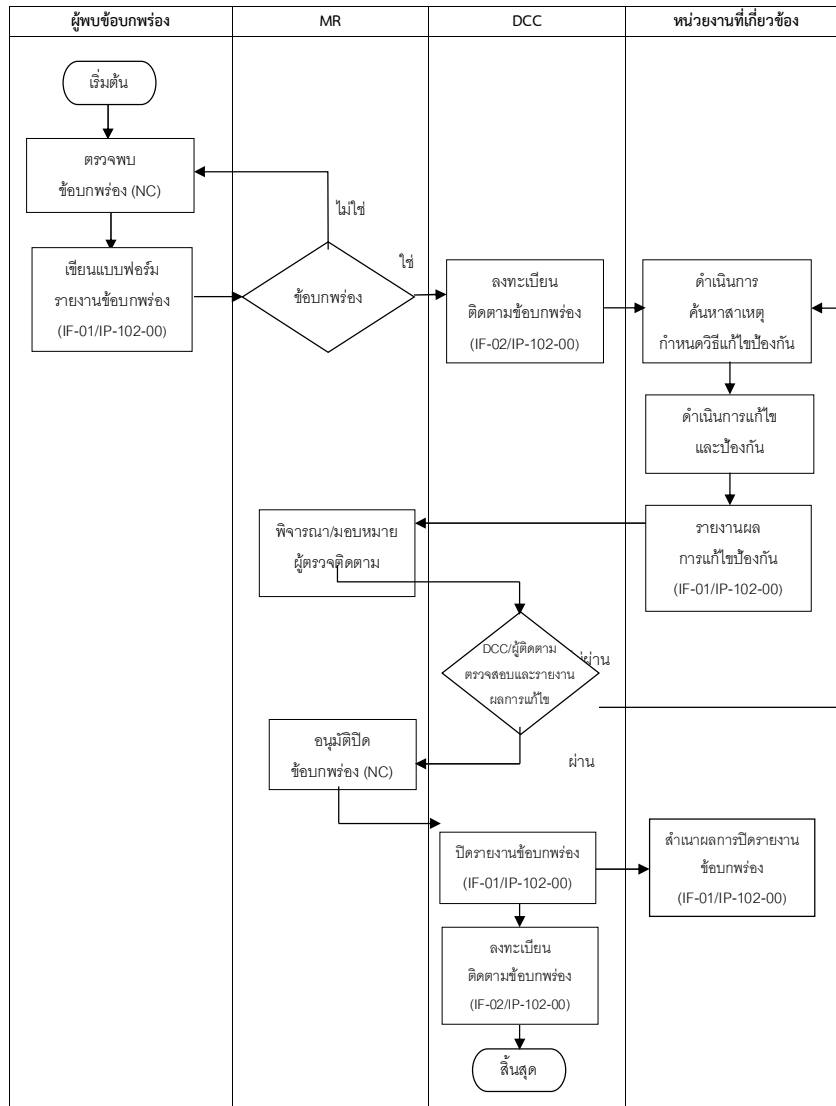 ผู้พบข้อบกพร่อง
MR
DCC
หน่วยงานที่เกี่ยวข้อง
เริ่มต้น
ตรวจพบ
ข้อบกพร่อง (NC)
ไม่ใช่
เขียนแบบฟอร์ม
รายงานข้อบกพร่อง
(IF-01/IP-102-00)
ข้อบกพร่อง
ใช่
ลงทะเบียน
ติดตามข้อบกพร่อง
(IF-02/IP-102-00)
ดำเนินการ
ค้นหาสาเหตุ
กำหนดวิธีแก้ไขป้องกัน
ดำเนินการแก้ไข
และป้องกัน
รายงานผล
การแก้ไขป้องกัน
(IF-01/IP-102-00)
พิจารณา/มอบหมาย
ผู้ตรวจติดตาม
DCC/ผู้ติดตาม
ตรวจสอบและรายงาน
ผลการแก้ไข
ผ่าน
อนุมัติปิด
ข้อบกพร่อง (NC)
ปิดรายงานข้อบกพร่อง
(IF-01/IP-102-00)
สำเนาผลการปิดรายงาน
ข้อบกพร่อง
(IF-01/IP-102-00)
ลงทะเบียน
ติดตามข้อบกพร่อง
(IF-02/IP-102-00)
สิ้นสุด